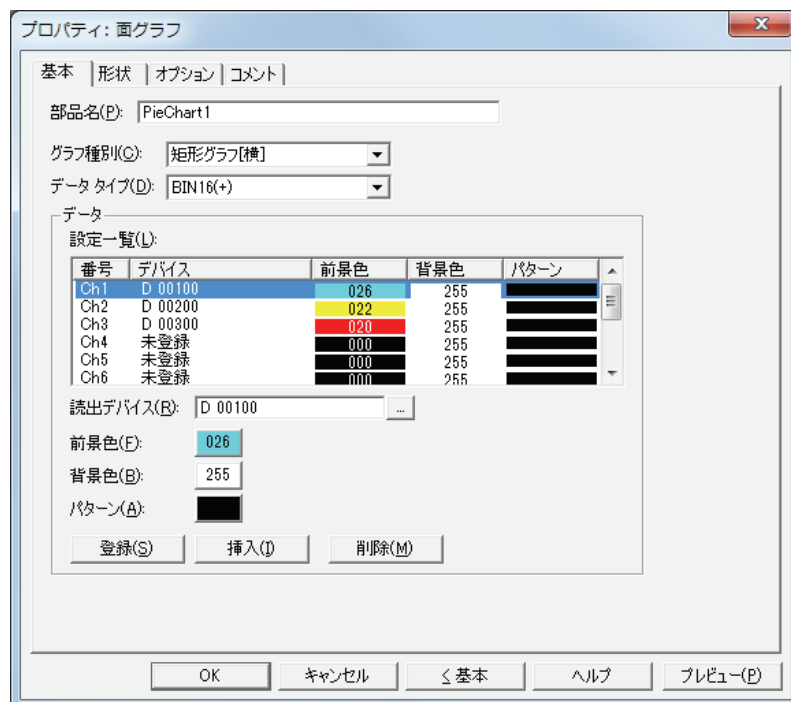 プロパティ: 面グラフ
基本 形状 オプション コメント
部品名(P): PieChart1
グラフ種別(C): 矩形グラフ[横]
データ タイプ(D): BIN16(+)
データ
設定一覧(L):
番号 デバイス 前景色 背景色 パターン
Ch1 D 00100 026 255
Ch2 D 00200 022 255
Ch3 D 00300 020 255
Ch4 未登録 000 255
Ch5 未登録 000 255
Ch6 未登録 000 255
読出デバイス(R): D 00100 ...
前景色(F): 026
背景色(B): 255
パターン(A):
登録(S) 挿入(I) 削除(M)
OK キャンセル < 基本 ヘルプ プレビュー(P)